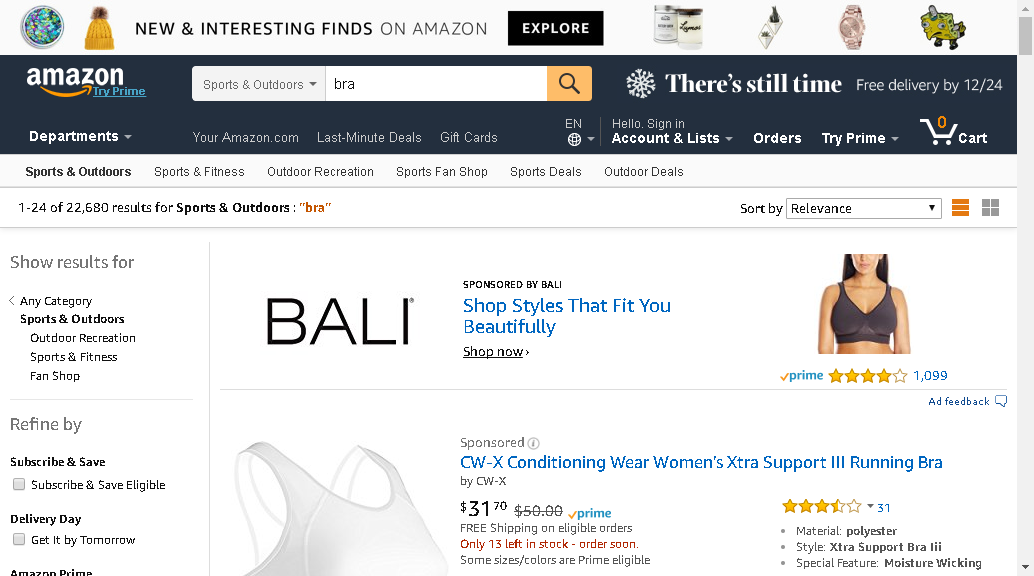 NEW & INTERESTING FINDS ON AMAZON EXPLORE
amazon
Try Prime
Sports & Outdoors bra
There's still time Free delivery by 12/24
Departments Your Amazon.com Last-Minute Deals Gift Cards
EN Hello. Sign in
Account & Lists Orders Try Prime 0 Cart
Sports & Outdoors Sports & Fitness Outdoor Recreation Sports Fan Shop Sports Deals Outdoor Deals
1-24 of 22,680 results for Sports & Outdoors : "bra" Sort by Relevance
Show results for
Any Category
Sports & Outdoors
Outdoor Recreation
Sports & Fitness
Fan Shop
Refine by
Subscribe & Save
Subscribe & Save Eligible
Delivery Day
Get It by Tomorrow
Amazon Prime
BALI®
SPONSORED BY BALI
Shop Styles That Fit You
Beautifully
Shop now ›
prime 1,099
Ad feedback
Sponsored
CW-X Conditioning Wear Women's Xtra Support III Running Bra
by CW-X
$31 70 $50.00 prime
FREE Shipping on eligible orders
Only 13 left in stock - order soon.
Some sizes/colors are Prime eligible
31
Material: polyester
Style: Xtra Support Bra Iii
Special Feature: Moisture Wicking